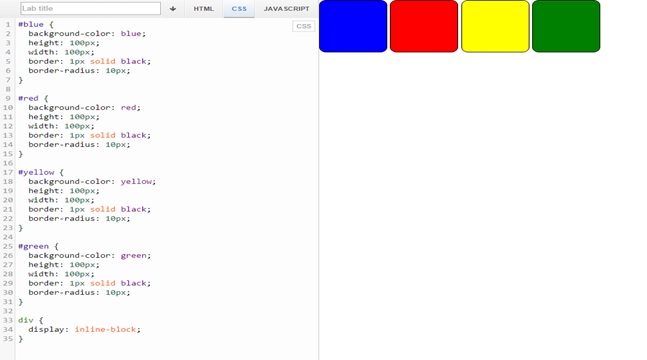 Lab title HTML CSS JAVASCRIPT
CSS
1 #blue {
2 background-color: blue;
3 height: 100px;
4 width: 100px;
5 border: 1px solid black;
6 border-radius: 10px;
7 }
8
9 #red {
10 background-color: red;
11 height: 100px;
12 width: 100px;
13 border: 1px solid black;
14 border-radius: 10px;
15 }
16
17 #yellow {
18 background-color: yellow;
19 height: 100px;
20 width: 100px;
21 border: 1px solid black;
22 border-radius: 10px;
23 }
24
25 #green {
26 background-color: green;
27 height: 100px;
28 width: 100px;
29 border: 1px solid black;
30 border-radius: 10px;
31 }
32
33 div {
34 display: inline-block;
35 }